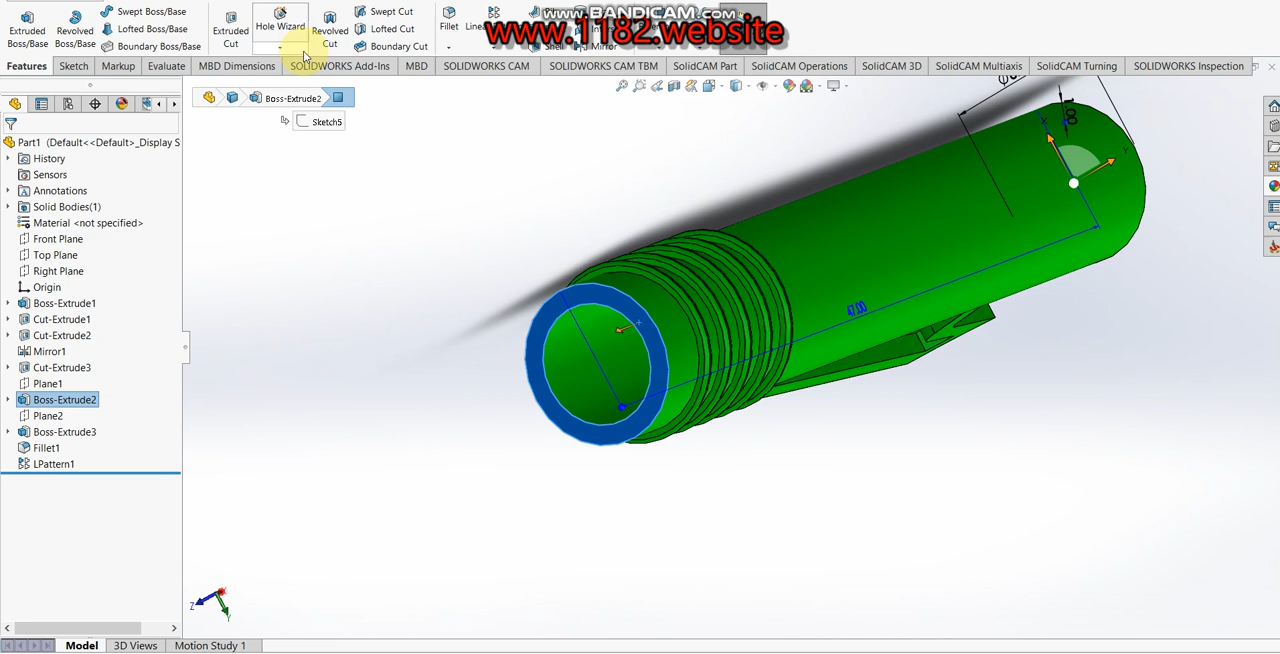 www.BANDICAM.com
www.1182.website
Extruded Boss/Base
Revolved Boss/Base
Swept Boss/Base
Lofted Boss/Base
Boundary Boss/Base
Extruded Cut
Hole Wizard
Revolved Cut
Swept Cut
Lofted Cut
Boundary Cut
Fillet
Mirror
Features
Sketch
Markup
Evaluate
MBD Dimensions
SOLIDWORKS Add-Ins
MBD
SOLIDWORKS CAM
SOLIDWORKS CAM TBM
SolidCAM Part
SolidCAM Operations
SolidCAM 3D
SolidCAM Multiaxis
SolidCAM Turning
SOLIDWORKS Inspection
Boss-Extrude2
Sketch5
Part1 (Default<<Default>_Display S
History
Sensors
Annotations
Solid Bodies(1)
Material <not specified>
Front Plane
Top Plane
Right Plane
Origin
Boss-Extrude1
Cut-Extrude1
Cut-Extrude2
Mirror1
Cut-Extrude3
Plane1
Boss-Extrude2
Plane2
Boss-Extrude3
Fillet1
LPattern1
1.00
X
Y
47.00
Z
Y
Model
3D Views
Motion Study 1